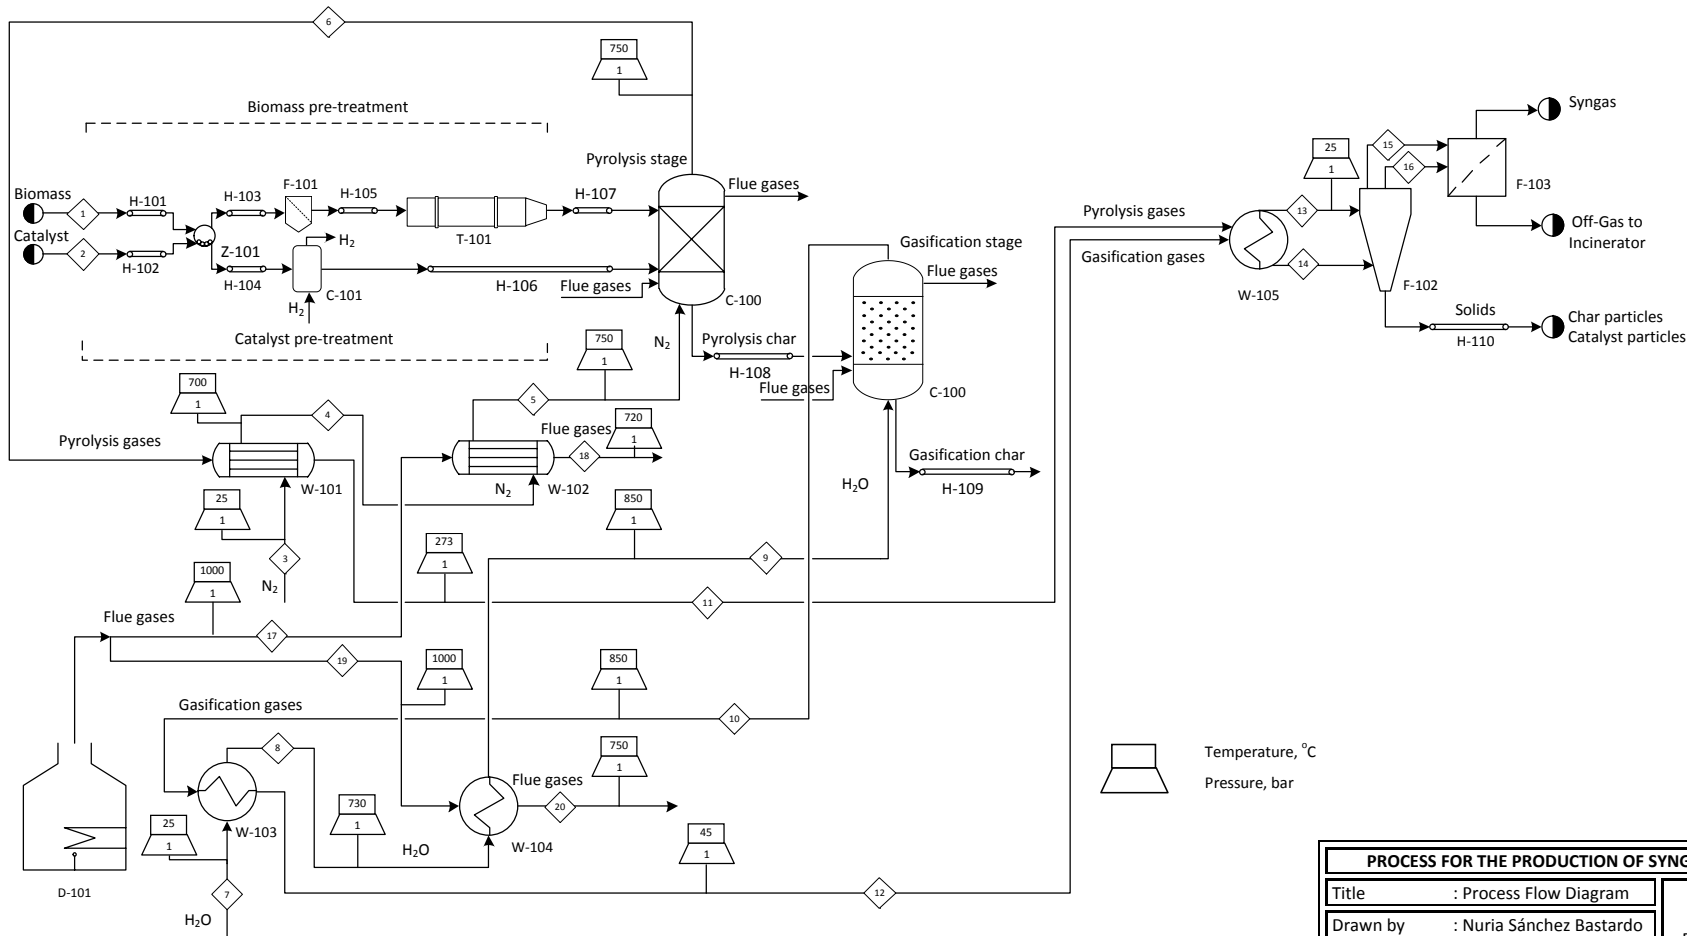 6
750
1
Biomass pre-treatment
Syngas
25
1
15
16
Pyrolysis stage
F-101
Flue gases
H-101
H-103
H-105
H-107
F-103
Biomass
1
Pyrolysis gases
13
Off-Gas to
Incinerator
Catalyst
2
H-102
Z-101
H2
T-101
Gasification stage
Gasification gases
14
H-104
C-101
H-106
Flue gases
Flue gases
W-105
F-102
H2
C-100
Solids
Char particles
Catalyst particles
H-110
Catalyst pre-treatment
750
1
N2
Pyrolysis char
H-108
Flue gases
C-100
700
1
4
5
720
1
Flue gases
18
Pyrolysis gases
W-101
N2
W-102
Gasification char
H-109
25
1
850
1
H2O
273
1
3
9
N2
1000
1
11
Flue gases
17
19
1000
1
850
1
Gasification gases
10
8
750
1
Temperature, °C
Pressure, bar
Flue gases
20
730
1
25
1
W-103
H2O
W-104
45
1
D-101
7
12
H2O
PROCESS FOR THE PRODUCTION OF SYNG
Title : Process Flow Diagram
Drawn by : Nuria Sánchez Bastardo